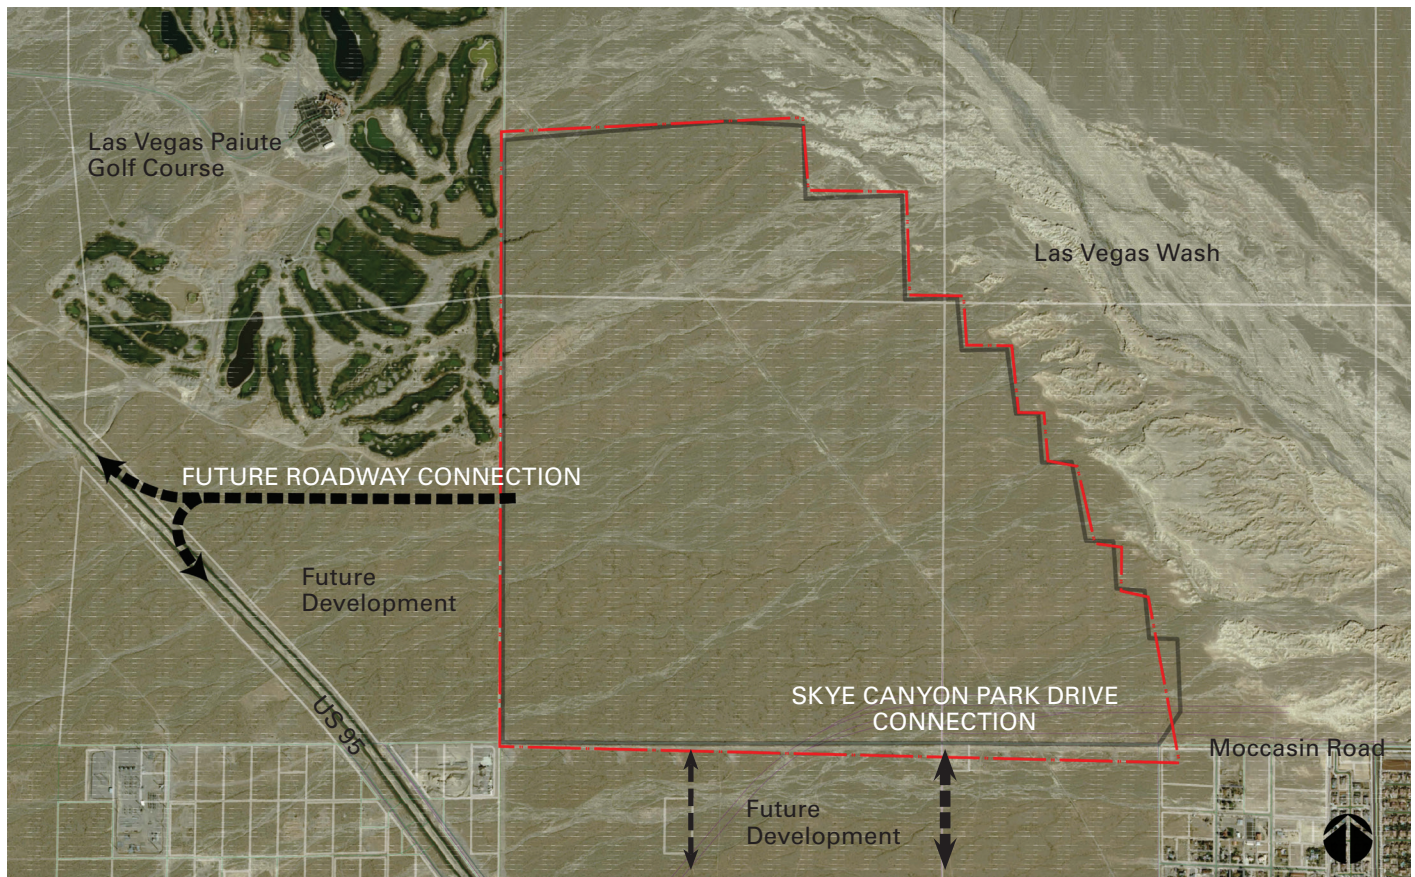 Las Vegas Paiute
Golf Course
Las Vegas Wash
FUTURE ROADWAY CONNECTION
Future
Development
US 95
SKYE CANYON PARK DRIVE
CONNECTION
Moccasin Road
Future
Development